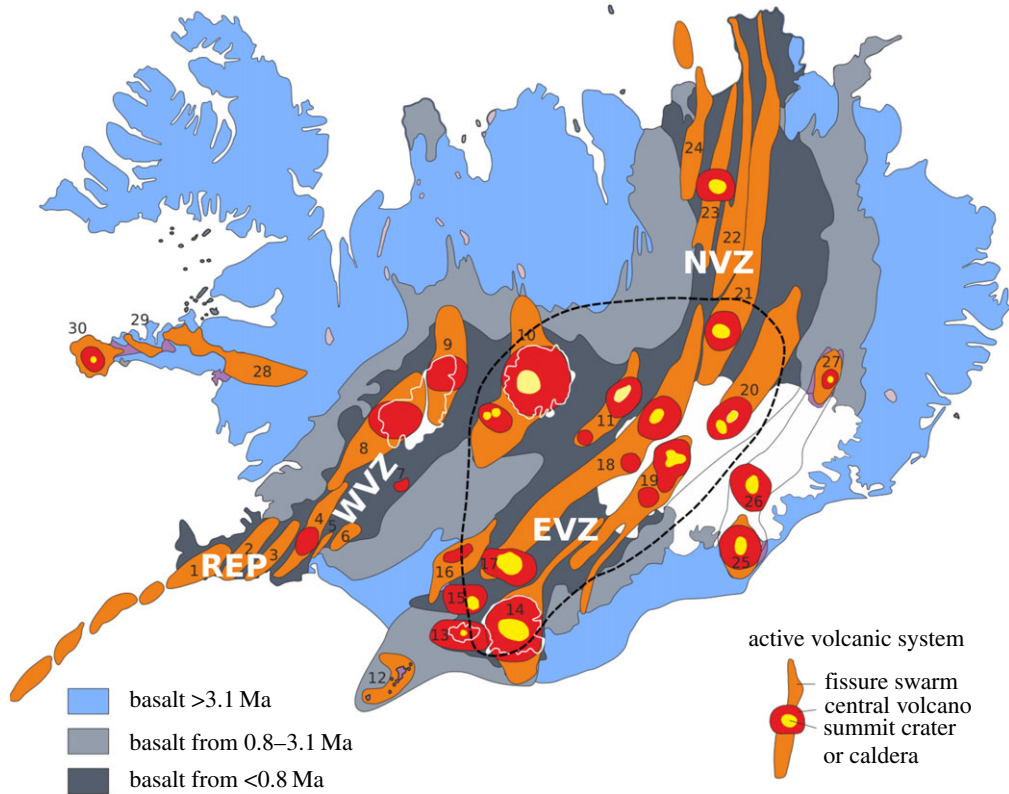 24
23
22
NVZ
21
30
29
28
9
10
27
20
11
8
18
7
19
WVZ
26
4
5
6
EVZ
2
3
REP
1
17
16
25
15
14
13
12
active volcanic system
fissure swarm
central volcano
summit crater
or caldera
basalt >3.1 Ma
basalt from 0.8–3.1 Ma
basalt from <0.8 Ma